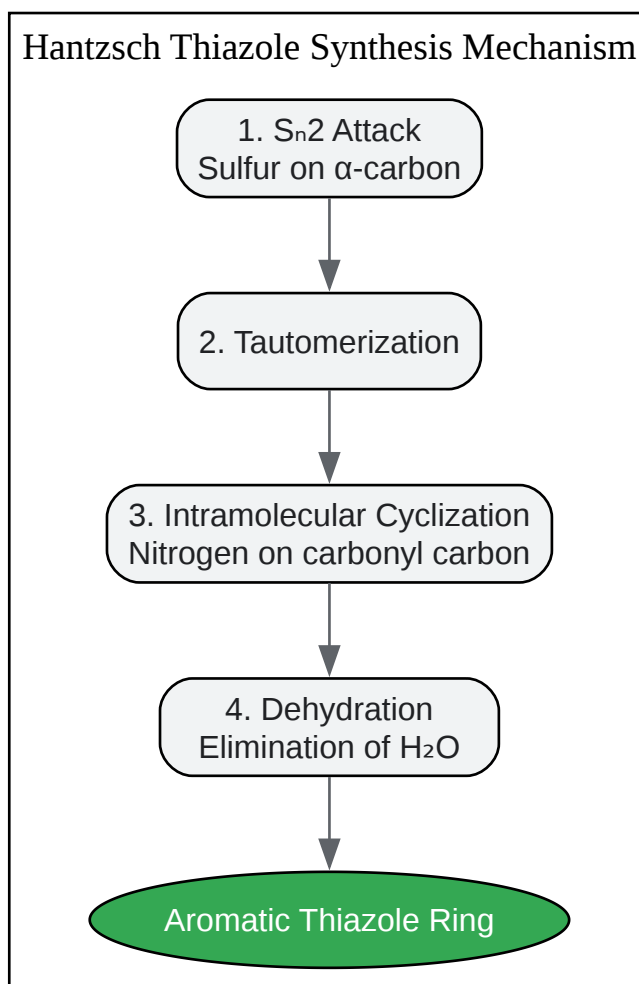 Hantzsch Thiazole Synthesis Mechanism
1. Sₙ2 Attack
Sulfur on α-carbon
2. Tautomerization
3. Intramolecular Cyclization
Nitrogen on carbonyl carbon
4. Dehydration
Elimination of H₂O
Aromatic Thiazole Ring